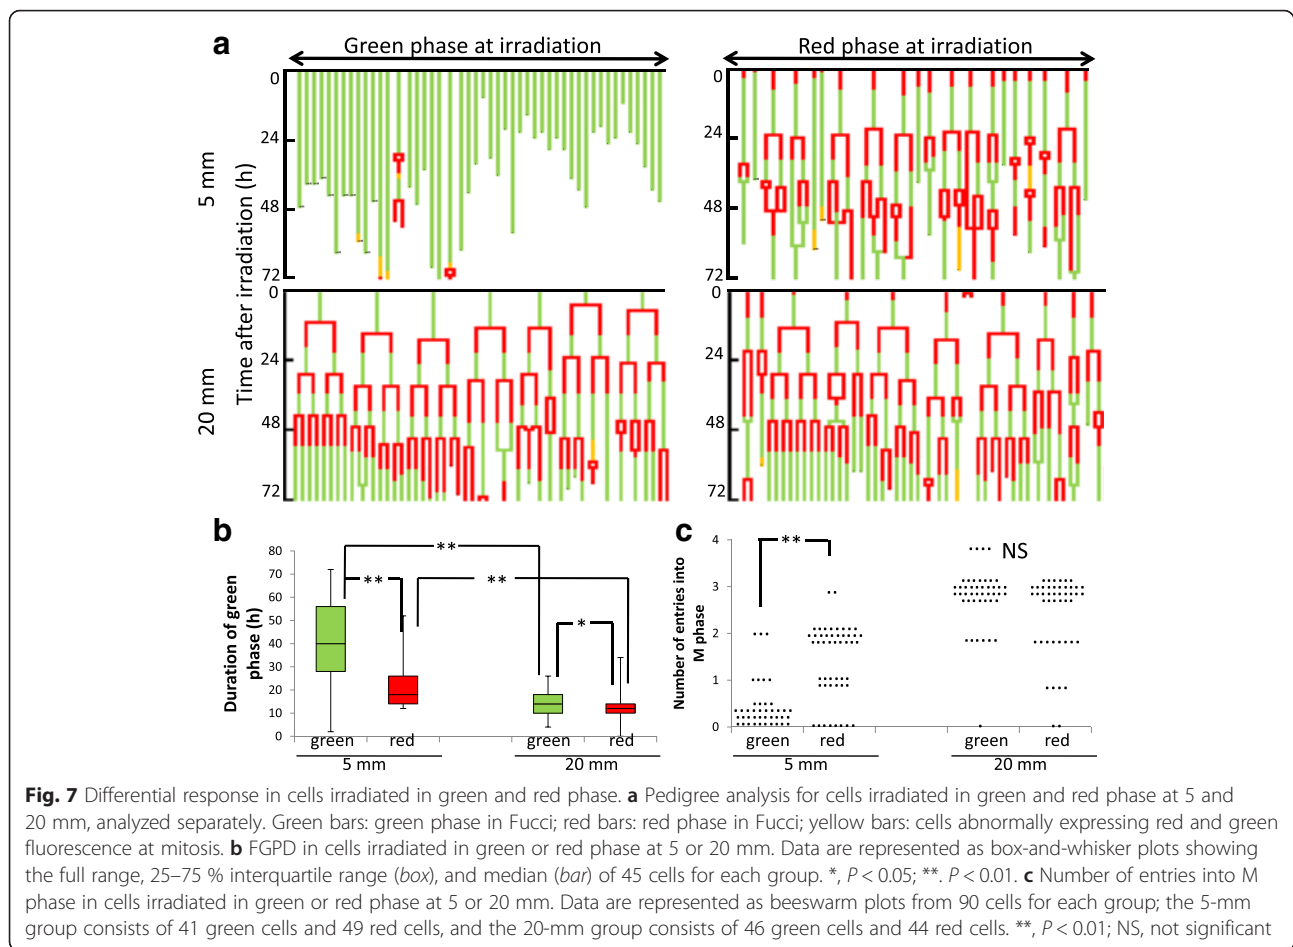 a
Green phase at irradiation
Red phase at irradiation
5 mm
20 mm
Time after irradiation (h)
0
24
48
72
0
24
48
72
0
24
48
72
0
24
48
72
b
Duration of green
phase (h)
80
70
60
50
40
30
20
10
0
**
**
**
*
green
red
green
red
5 mm
20 mm
c
Number of entries into
M phase
4
3
2
1
0
**
NS
green
red
green
red
5 mm
20 mm
Fig. 7 Differential response in cells irradiated in green and red phase. a Pedigree analysis for cells irradiated in green and red phase at 5 and
20 mm, analyzed separately. Green bars: green phase in Fucci; red bars: red phase in Fucci; yellow bars: cells abnormally expressing red and green
fluorescence at mitosis. b FGPD in cells irradiated in green or red phase at 5 or 20 mm. Data are represented as box-and-whisker plots showing
the full range, 25–75 % interquartile range (box), and median (bar) of 45 cells for each group. *, P < 0.05; **. P < 0.01. c Number of entries into M
phase in cells irradiated in green or red phase at 5 or 20 mm. Data are represented as beeswarm plots from 90 cells for each group; the 5-mm
group consists of 41 green cells and 49 red cells, and the 20-mm group consists of 46 green cells and 44 red cells. **, P < 0.01; NS, not significant